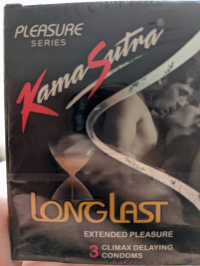 PLEASURE
SERIES
KamaSutra
LONGLAST
EXTENDED PLEASURE
3 CLIMAX DELAYING
CONDOMS